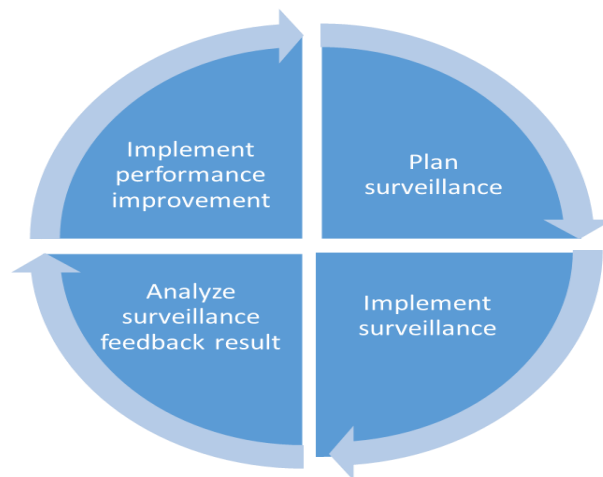 Implement
performance
improvement
Plan
surveillance
Analyze
surveillance
feedback result
Implement
surveillance